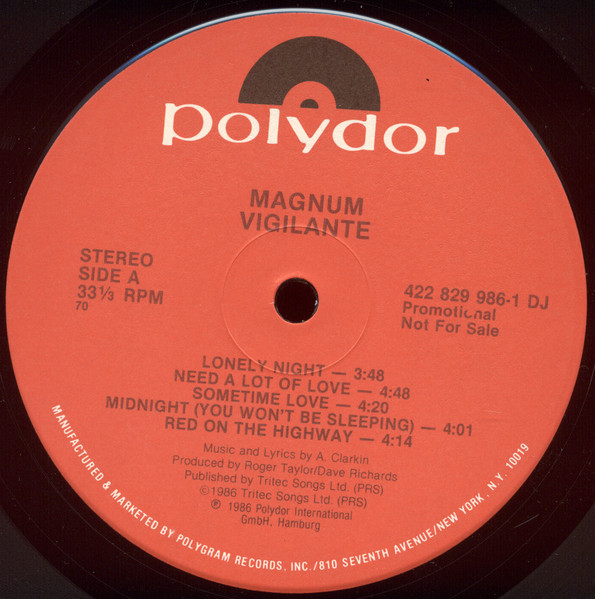 polydor
MAGNUM
VIGILANTE
STEREO
SIDE A
33⅓ RPM
70
422 829 986-1 DJ
Promotional
Not For Sale
LONELY NIGHT — 3:48
NEED A LOT OF LOVE — 4:48
SOMETIME LOVE — 4:20
MIDNIGHT (YOU WON'T BE SLEEPING) — 4:01
RED ON THE HIGHWAY — 4:14
Music and Lyrics by A. Clarkin
Produced by Roger Taylor/Dave Richards
Published by Tritec Songs Ltd. (PRS)
©1986 Tritec Songs Ltd. (PRS)
℗ 1986 Polydor International
GmbH, Hamburg
MANUFACTURED & MARKETED BY POLYGRAM RECORDS, INC./810 SEVENTH AVENUE/NEW YORK, N.Y. 10019